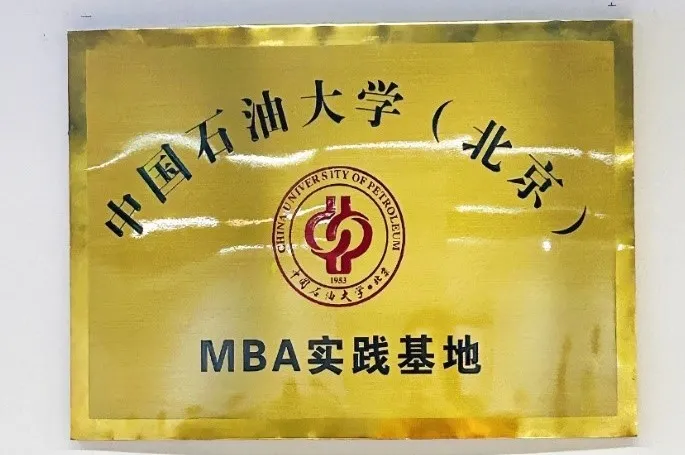 中国石油大学（北京）
CHINA UNIVERSITY OF PETROLEUM
1953
中国石油大学·北京
MBA实践基地